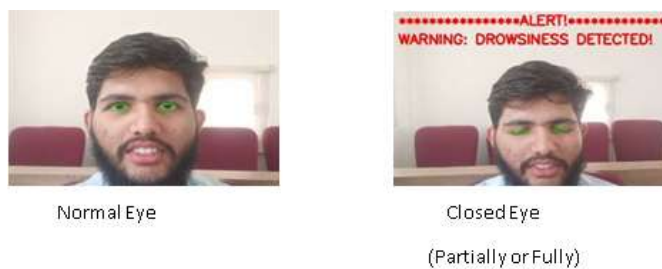 ****************ALERT!****************
WARNING: DROWSINESS DETECTED!
Normal Eye
Closed Eye
(Partially or Fully)